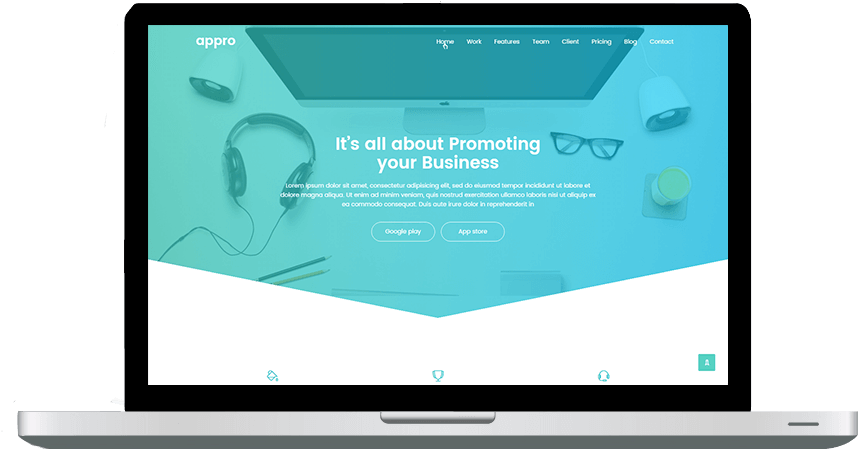 appro
Home Work Features Team Client Pricing Blog Contact
It's all about Promoting
your Business
Lorem ipsum dolor sit amet, consectetur adipisicing elit, sed do eiusmod tempor incididunt ut labore et
dolore magna aliqua. Ut enim ad minim veniam, quis nostrud exercitation ullamco laboris nisi ut aliquip ex
ea commodo consequat. Duis aute irure dolor in reprehenderit in
Google play App store